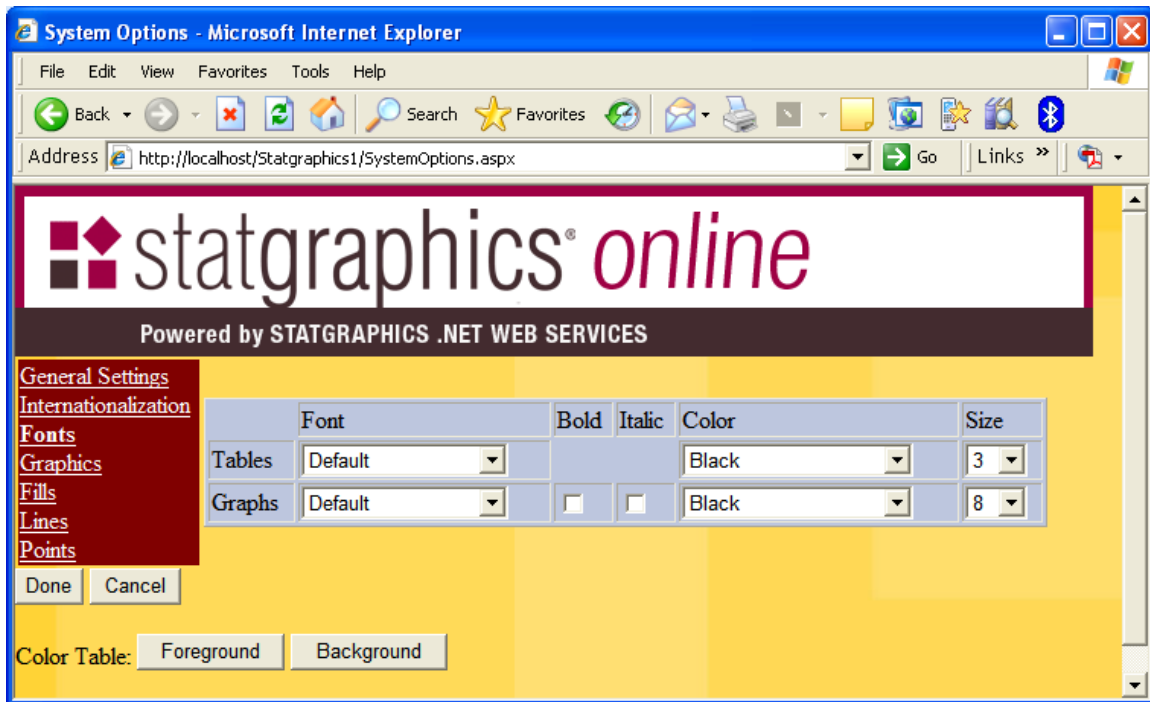 System Options - Microsoft Internet Explorer
File Edit View Favorites Tools Help
Back Search Favorites
Address http://localhost/Statgraphics1/SystemOptions.aspx Go Links »
statgraphics® online
Powered by STATGRAPHICS .NET WEB SERVICES
General Settings
Internationalization
Fonts
Graphics
Fills
Lines
Points
Font Bold Italic Color Size
Tables Default Black 3
Graphs Default Black 8
Done Cancel
Color Table: Foreground Background